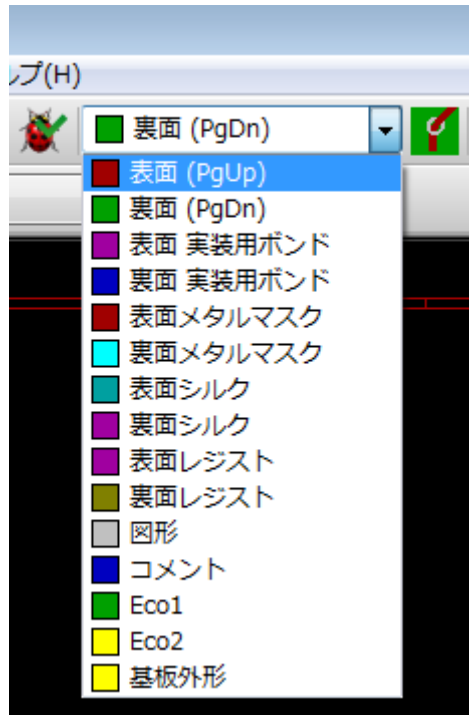 ルプ(H)
裏面 (PgDn)
表面 (PgUp)
裏面 (PgDn)
表面 実装用ボンド
裏面 実装用ボンド
表面メタルマスク
裏面メタルマスク
表面シルク
裏面シルク
表面レジスト
裏面レジスト
図形
コメント
Eco1
Eco2
基板外形